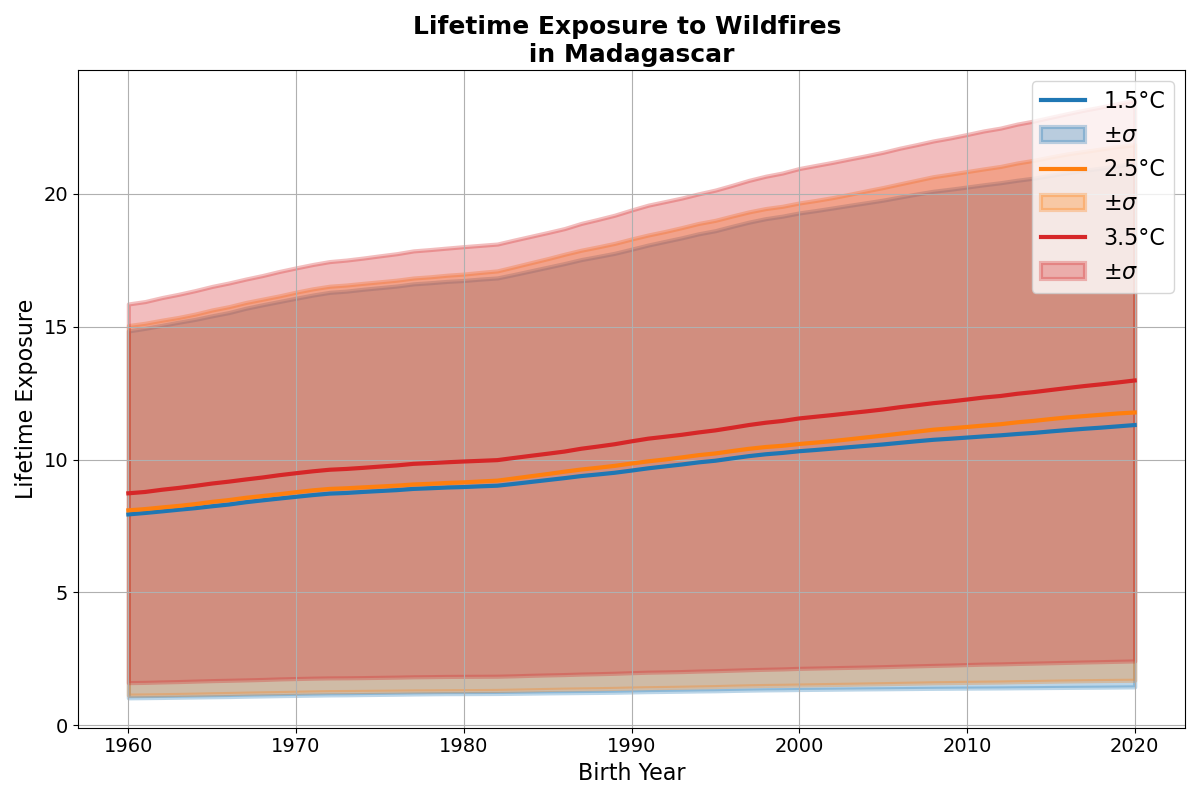 Lifetime Exposure to Wildfires
in Madagascar
1.5°C
±σ
2.5°C
±σ
3.5°C
±σ
Lifetime Exposure
20
15
10
5
0
1960 1970 1980 1990 2000 2010 2020
Birth Year